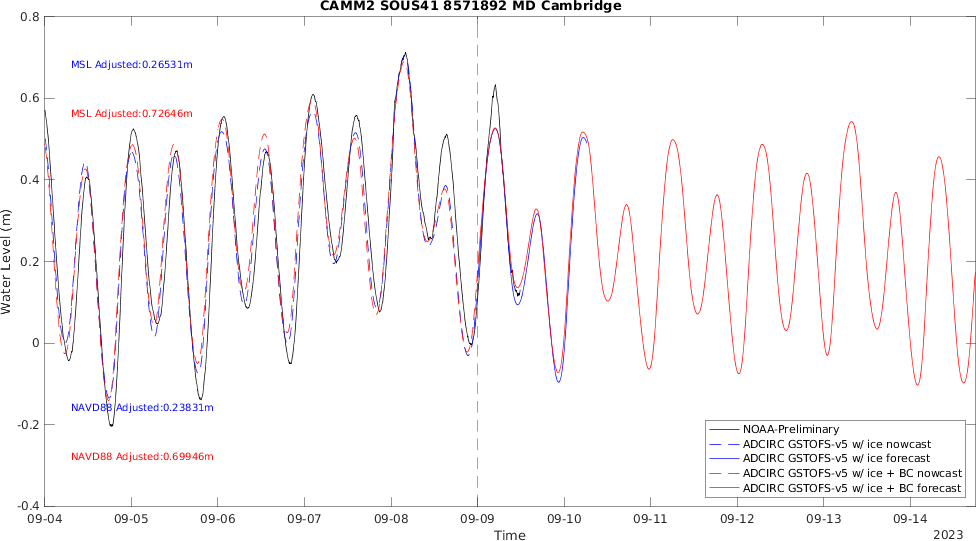 CAMM2 SOUS41 8571892 MD Cambridge
0.8
0.6
0.4
0.2
0
-0.2
-0.4
Water Level (m)
MSL Adjusted:0.26531m
MSL Adjusted:0.72646m
NAVD88 Adjusted:0.23831m
NAVD88 Adjusted:0.69946m
NOAA-Preliminary
ADCIRC GSTOFS-v5 w/ ice nowcast
ADCIRC GSTOFS-v5 w/ ice forecast
ADCIRC GSTOFS-v5 w/ ice + BC nowcast
ADCIRC GSTOFS-v5 w/ ice + BC forecast
09-04 09-05 09-06 09-07 09-08 09-09 09-10 09-11 09-12 09-13 09-14
Time
2023